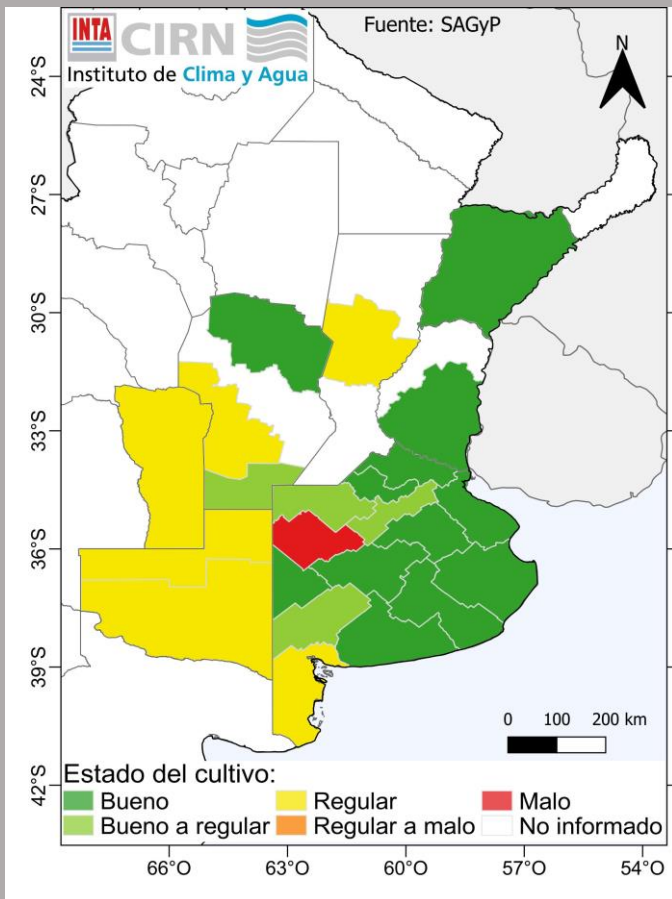 INTA
CIRN
Instituto de Clima y Agua
Fuente: SAGyP
N
24°S
27°S
30°S
33°S
36°S
39°S
42°S
0 100 200 km
Estado del cultivo:
Bueno Regular Malo
Bueno a regular Regular a malo No informado
66°O 63°O 60°O 57°O 54°O